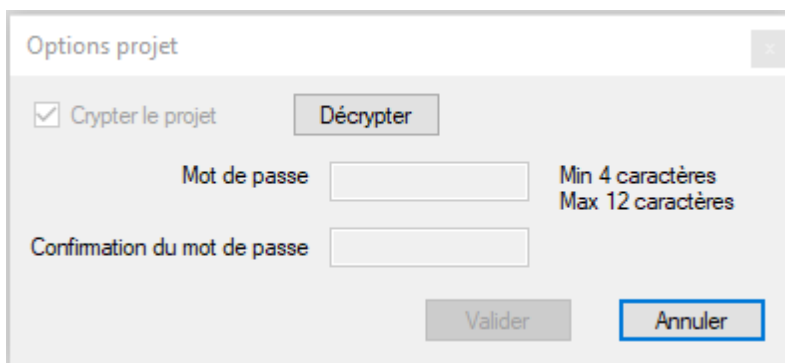 Options projet
x
Crypter le projet
Décrypter
Mot de passe
Min 4 caractères
Max 12 caractères
Confirmation du mot de passe
Valider
Annuler